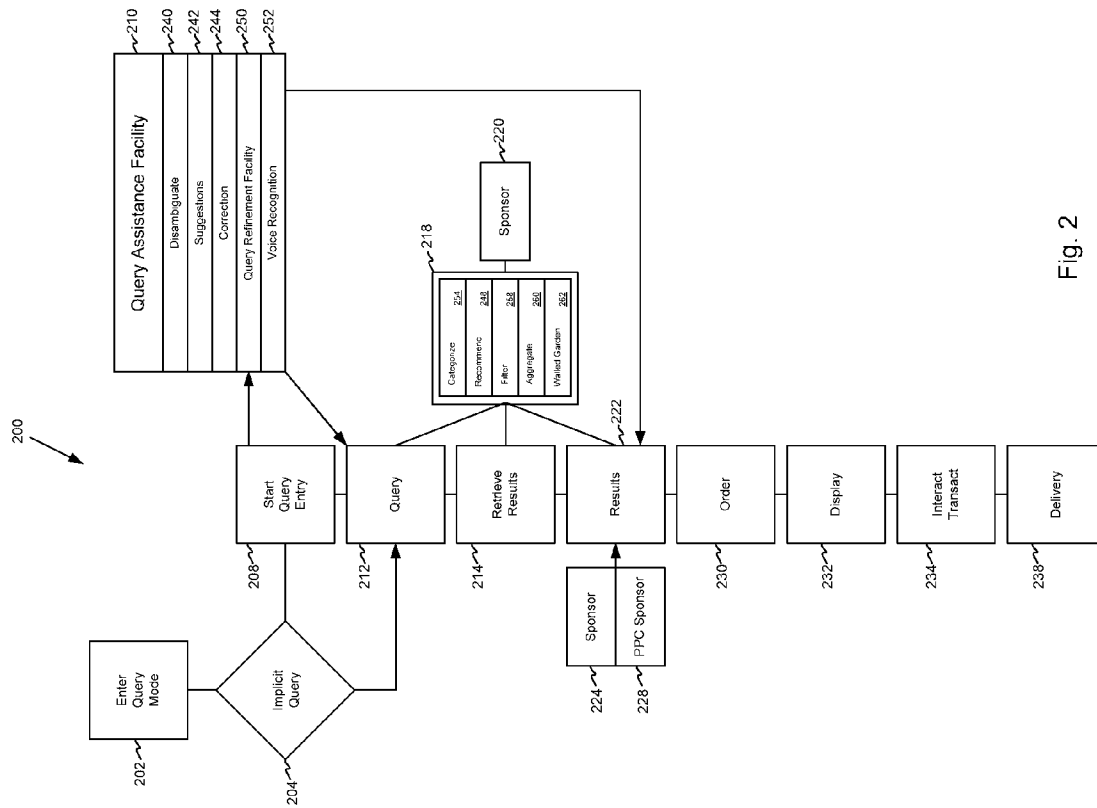 200
202
Enter
Query
Mode
204
Implicit
Query
208
Start
Query
Entry
Query Assistance Facility
210
Disambiguate
240
Suggestions
242
Correction
244
Query Refinement Facility
250
Voice Recognition
252
212
Query
214
Retrieve
Results
218
Categorize 254
Recommend 248
Filter 258
Aggregate 260
Walled Garden 262
220
Sponsor
222
Results
224
Sponsor
228
PPC Sponsor
230
Order
232
Display
234
Interact
Transact
238
Delivery
Fig. 2